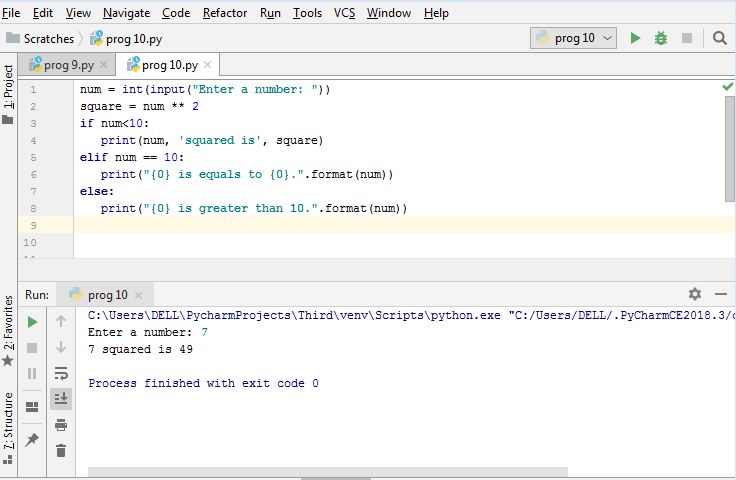 File Edit View Navigate Code Refactor Run Tools VCS Window Help
Scratches prog 10.py prog 10
prog 9.py prog 10.py
1: Project
1 num = int(input("Enter a number: "))
2 square = num ** 2
3 if num<10:
4 print(num, 'squared is', square)
5 elif num == 10:
6 print("{0} is equals to {0}.".format(num))
7 else:
8 print("{0} is greater than 10.".format(num))
9
10
Run: prog 10
2: Favorites
7: Structure
C:\Users\DELL\PycharmProjects\Third\venv\Scripts\python.exe "C:/Users/DELL/.PyCharmCE2018.3/
Enter a number: 7
7 squared is 49
Process finished with exit code 0